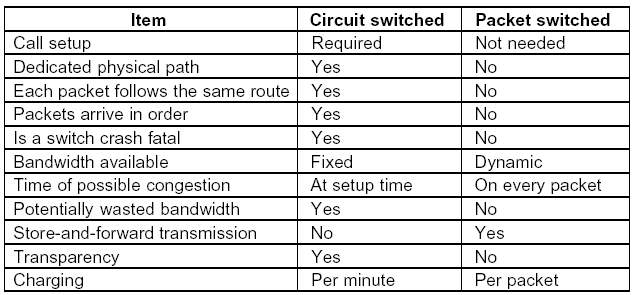 Item Circuit switched Packet switched
Call setup Required Not needed
Dedicated physical path Yes No
Each packet follows the same route Yes No
Packets arrive in order Yes No
Is a switch crash fatal Yes No
Bandwidth available Fixed Dynamic
Time of possible congestion At setup time On every packet
Potentially wasted bandwidth Yes No
Store-and-forward transmission No Yes
Transparency Yes No
Charging Per minute Per packet